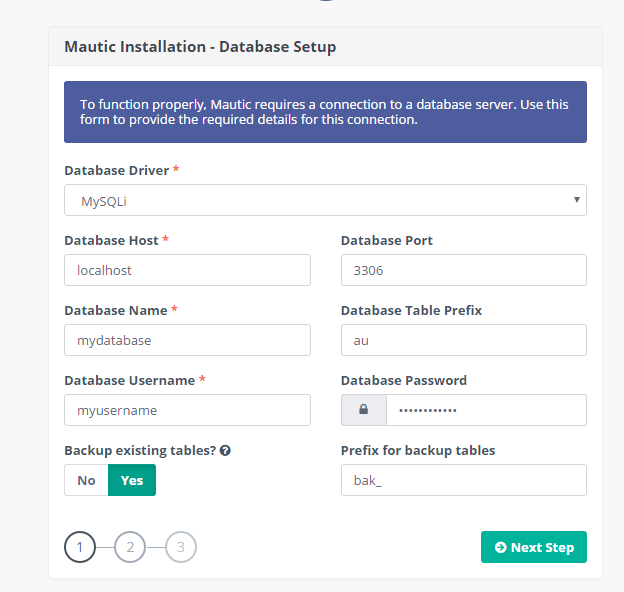 Mautic Installation - Database Setup
To function properly, Mautic requires a connection to a database server. Use this
form to provide the required details for this connection.
Database Driver *
MySQLi
Database Host *
Database Port
localhost
3306
Database Name *
Database Table Prefix
mydatabase
au
Database Username *
Database Password
myusername
••••••••••••
Backup existing tables?
Prefix for backup tables
No Yes
bak_
1 2 3
Next Step